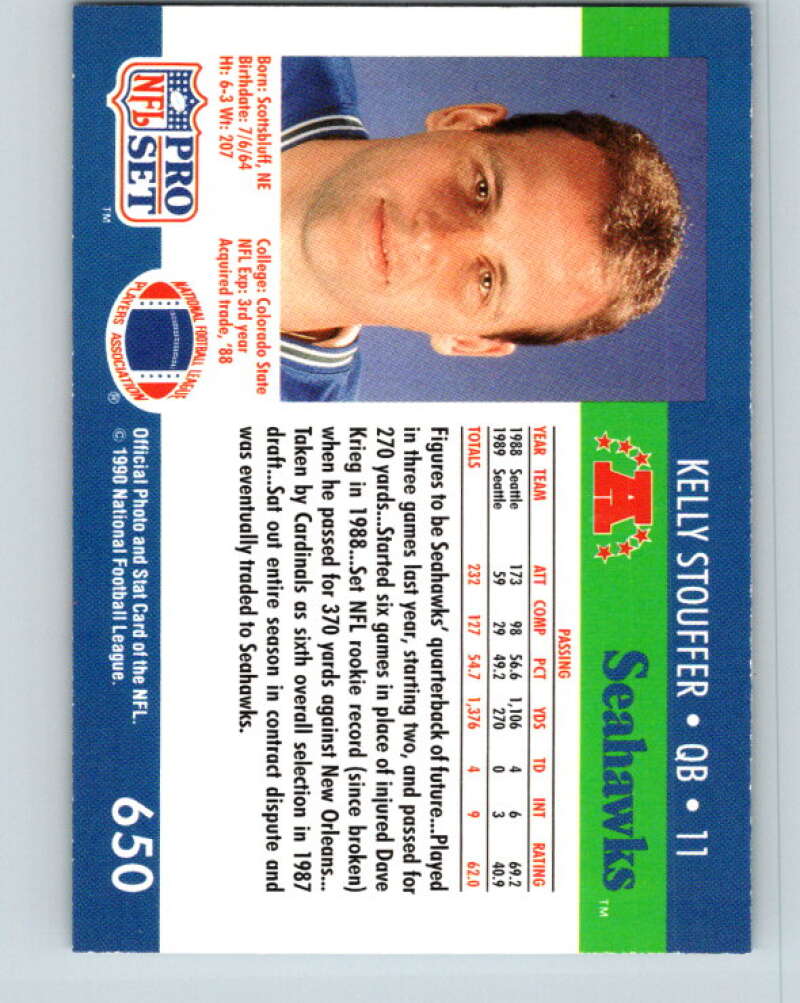 KELLY STOUFFER • QB • 11
A
Seahawks™
PASSING
YEAR TEAM ATT COMP PCT YDS TD INT RATING
1988 Seattle 173 98 56.6 1,106 4 6 69.2
1989 Seattle 59 29 49.2 270 0 3 40.9
TOTALS 232 127 54.7 1,376 4 9 62.0
Figures to be Seahawks' quarterback of future....Played
in three games last year, starting two, and passed for
270 yards...Started six games in place of injured Dave
Krieg in 1988...Set NFL rookie record (since broken)
when he passed for 370 yards against New Orleans...
Taken by Cardinals as sixth overall selection in 1987
draft....Sat out entire season in contract dispute and
was eventually traded to Seahawks.
Born: Scottsbluff, NE
Birthdate: 7/6/64
Ht: 6-3 Wt: 207
College: Colorado State
NFL Exp: 3rd year
Acquired trade, '88
NFL
PRO
SET
™
NATIONAL FOOTBALL LEAGUE
PLAYERS ASSOCIATION
®
Official Photo and Stat Card of the NFL.
© 1990 National Football League.
650